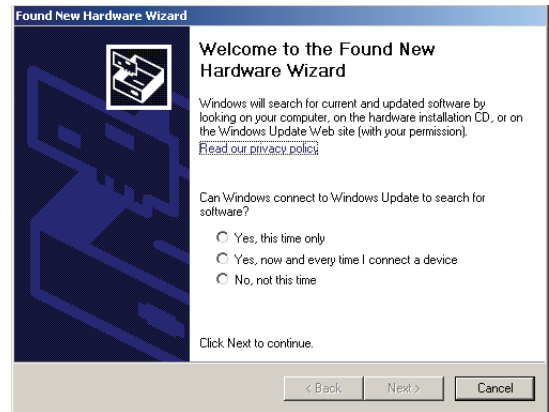 Found New Hardware Wizard
Welcome to the Found New
Hardware Wizard
Windows will search for current and updated software by
looking on your computer, on the hardware installation CD, or on
the Windows Update Web site (with your permission).
Read our privacy policy
Can Windows connect to Windows Update to search for
software?
Yes, this time only
Yes, now and every time I connect a device
No, not this time
Click Next to continue.
< Back
Next >
Cancel